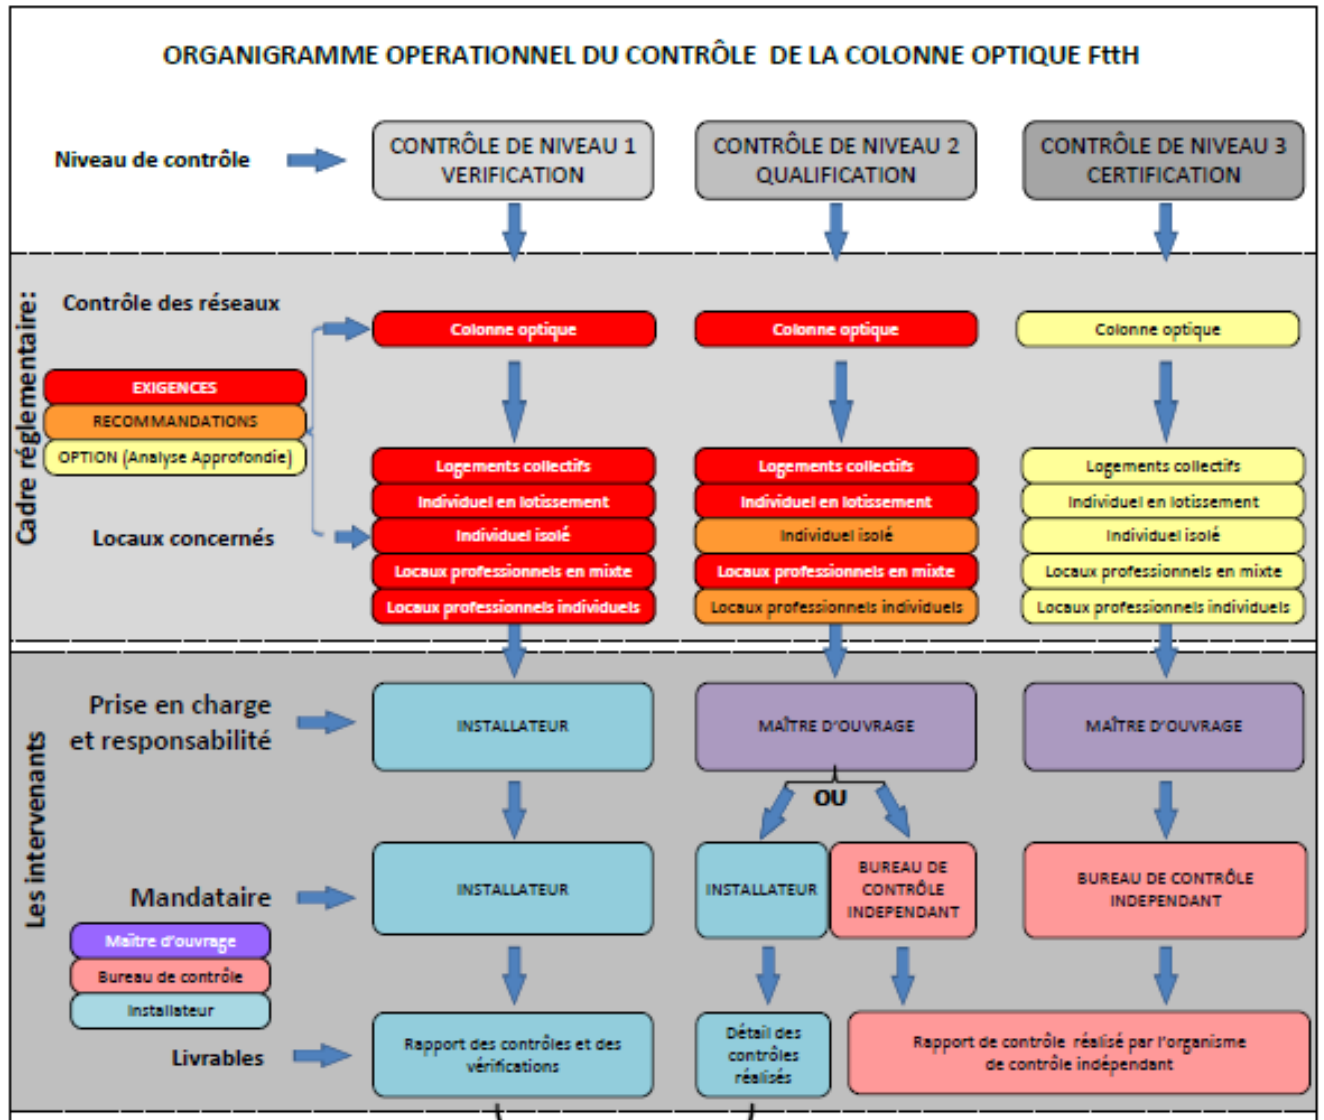 ORGANIGRAMME OPERATIONNEL DU CONTRÔLE DE LA COLONNE OPTIQUE FttH
Niveau de contrôle
CONTRÔLE DE NIVEAU 1
VERIFICATION
CONTRÔLE DE NIVEAU 2
QUALIFICATION
CONTRÔLE DE NIVEAU 3
CERTIFICATION
Cadre réglementaire:
Contrôle des réseaux
Colonne optique
Colonne optique
Colonne optique
EXIGENCES
RECOMMANDATIONS
OPTION (Analyse Approfondie)
Locaux concernés
Logements collectifs
Individuel en lotissement
Individuel isolé
Locaux professionnels en mixte
Locaux professionnels individuels
Logements collectifs
Individuel en lotissement
Individuel isolé
Locaux professionnels en mixte
Locaux professionnels individuels
Logements collectifs
Individuel en lotissement
Individuel isolé
Locaux professionnels en mixte
Locaux professionnels individuels
Les intervenants
Prise en charge
et responsabilité
INSTALLATEUR
MAÎTRE D'OUVRAGE
MAÎTRE D'OUVRAGE
OU
Mandataire
INSTALLATEUR
INSTALLATEUR
BUREAU DE
CONTRÔLE
INDEPENDANT
BUREAU DE CONTRÔLE
INDEPENDANT
Maître d'ouvrage
Bureau de contrôle
Installateur
Livrables
Rapport des contrôles et des
vérifications
Détail des
contrôles
réalisés
Rapport de contrôle réalisé par l'organisme
de contrôle indépendant